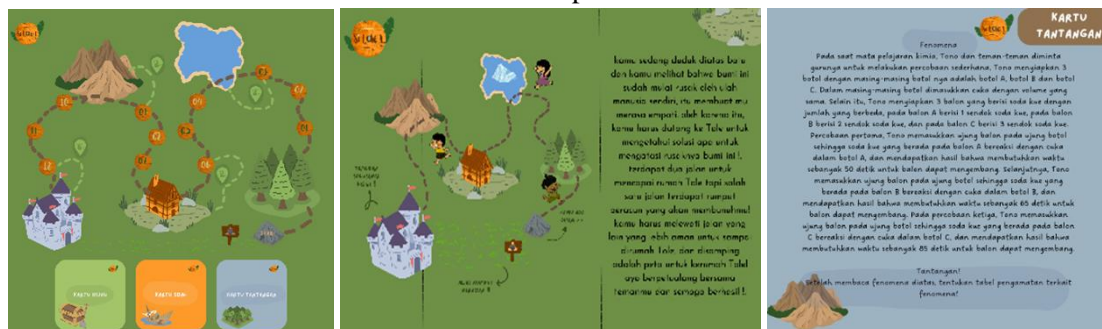 KARTU BONUS
KARTU TANTANGAN
kamu sedang duduk diatas batu
dan kamu melihat bahwa bumi ini
sudah mulai rusak oleh ulah
manusia sendiri, itu membuat mu
merasa empati. oleh karena itu,
kamu harus datang ke Tale untuk
mengetahui solusi apa untuk
mengatasi rusaknya bumi ini!.
terdapat dua jalan untuk
mencapai rumah Tale tapi salah
satu jalan terdapat rumput
beracun yang akan membunuhmu!
kamu harus melewati jalan yang
lain yang lebih aman untuk sampai
dirumah Tale. dan disamping
adalah peta untuk kerumah Tale!
ayo berpetualang bersama
temanmu dan semoga berhasil!.
KARTU
TANTANGAN
Fenomena
Pada saat mata pelajaran kimia, Tono dan teman-teman diminta
gurunya untuk melakukan percobaan sederhana, Tono menyiapkan 3
botol dengan masing-masing botol nya adalah botol A, botol B dan botol
C. Dalam masing-masing botol dimasukkan cuka dengan volume yang
sama. Selain itu, Tono menyiapkan 3 balon yang berisi soda kue dengan
jumlah yang berbeda, pada balon A berisi 1 sendok soda kue, pada balon
B berisi 2 sendok soda kue, dan pada balon C berisi 3 sendok soda kue.
Percobaan pertama, Tono memasukkan ujung balon pada ujung botol
sehingga soda kue yang berada pada balon A bereaksi dengan cuka
dalam botol A, dan mendapatkan hasil bahwa membutuhkan waktu
sebanyak 50 detik untuk balon dapat mengembang. Selanjutnya, Tono
memasukkan ujung balon pada ujung botol sehingga soda kue yang
berada pada balon B bereaksi dengan cuka dalam botol B, dan
mendapatkan hasil bahwa membutuhkan waktu sebanyak 65 detik untuk
balon dapat mengembang. Pada percobaan ketiga, Tono memasukkan
ujung balon pada ujung botol sehingga soda kue yang berada pada balon
C bereaksi dengan cuka dalam botol C, dan mendapatkan hasil bahwa
membutuhkan waktu sebanyak 85 detik untuk balon dapat mengembang.
Tantangan!
Setelah membaca fenomena diatas, tentukan tabel pengamatan terkait
fenomena!